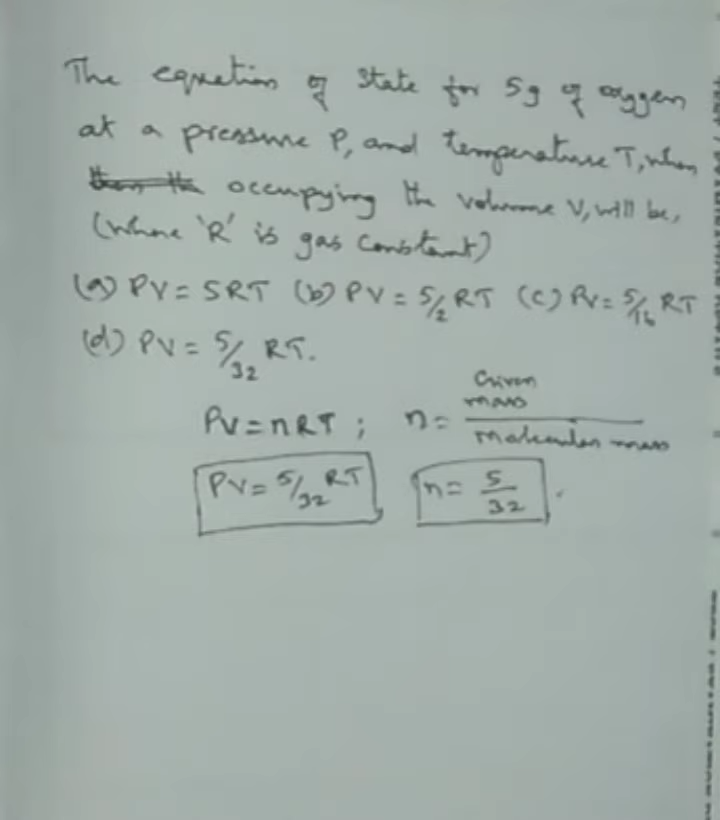 The equation of State for 5g of oxygen
at a pressure P, and temperature T, when
occupying the volume V, will be,
(where 'R' is gas constant)
(a) PV = 5RT (b) PV = 5/2 RT (c) PV = 5/16 RT
(d) PV = 5/32 RT.
PV = nRT ; n = Given mass / molecular mass
PV = 5/32 RT n = 5/32 .